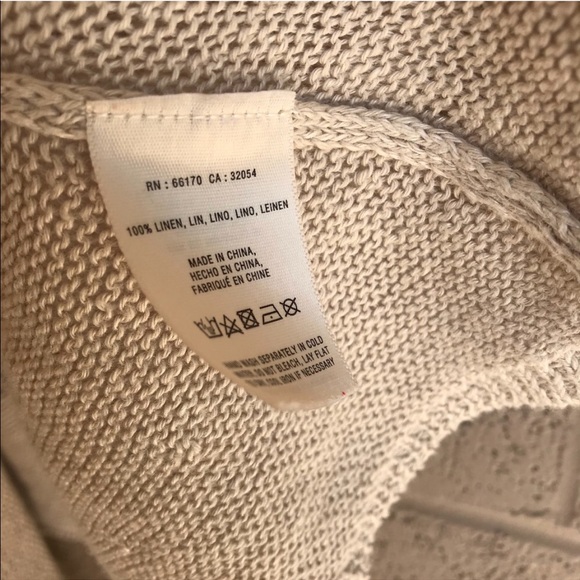 RN : 66170 CA : 32054
100% LINEN, LIN, LINO, LINO, LEINEN
MADE IN CHINA,
HECHO EN CHINA,
FABRIQUÉ EN CHINE
WASH SEPARATELY IN COLD
DO NOT BLEACH, LAY FLAT
IRON IF NECESSARY